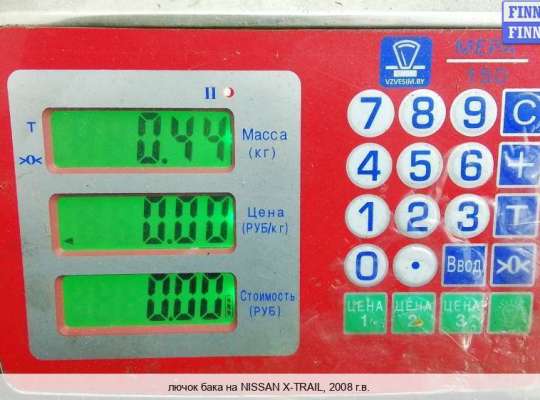 FINN
FINN
МЕРА
150
VZVESIM.BY
II
T
>0<
0.44
Масса
(кг)
0.00
Цена
(РУБ/кг)
0.00
Стоимость
(РУБ)
7 8 9 C
4 5 6 +
1 2 3 T
0 . Ввод >0<
ЦЕНА 1 ЦЕНА 2 ЦЕНА 3
лючок бака на NISSAN X-TRAIL, 2008 г.в.